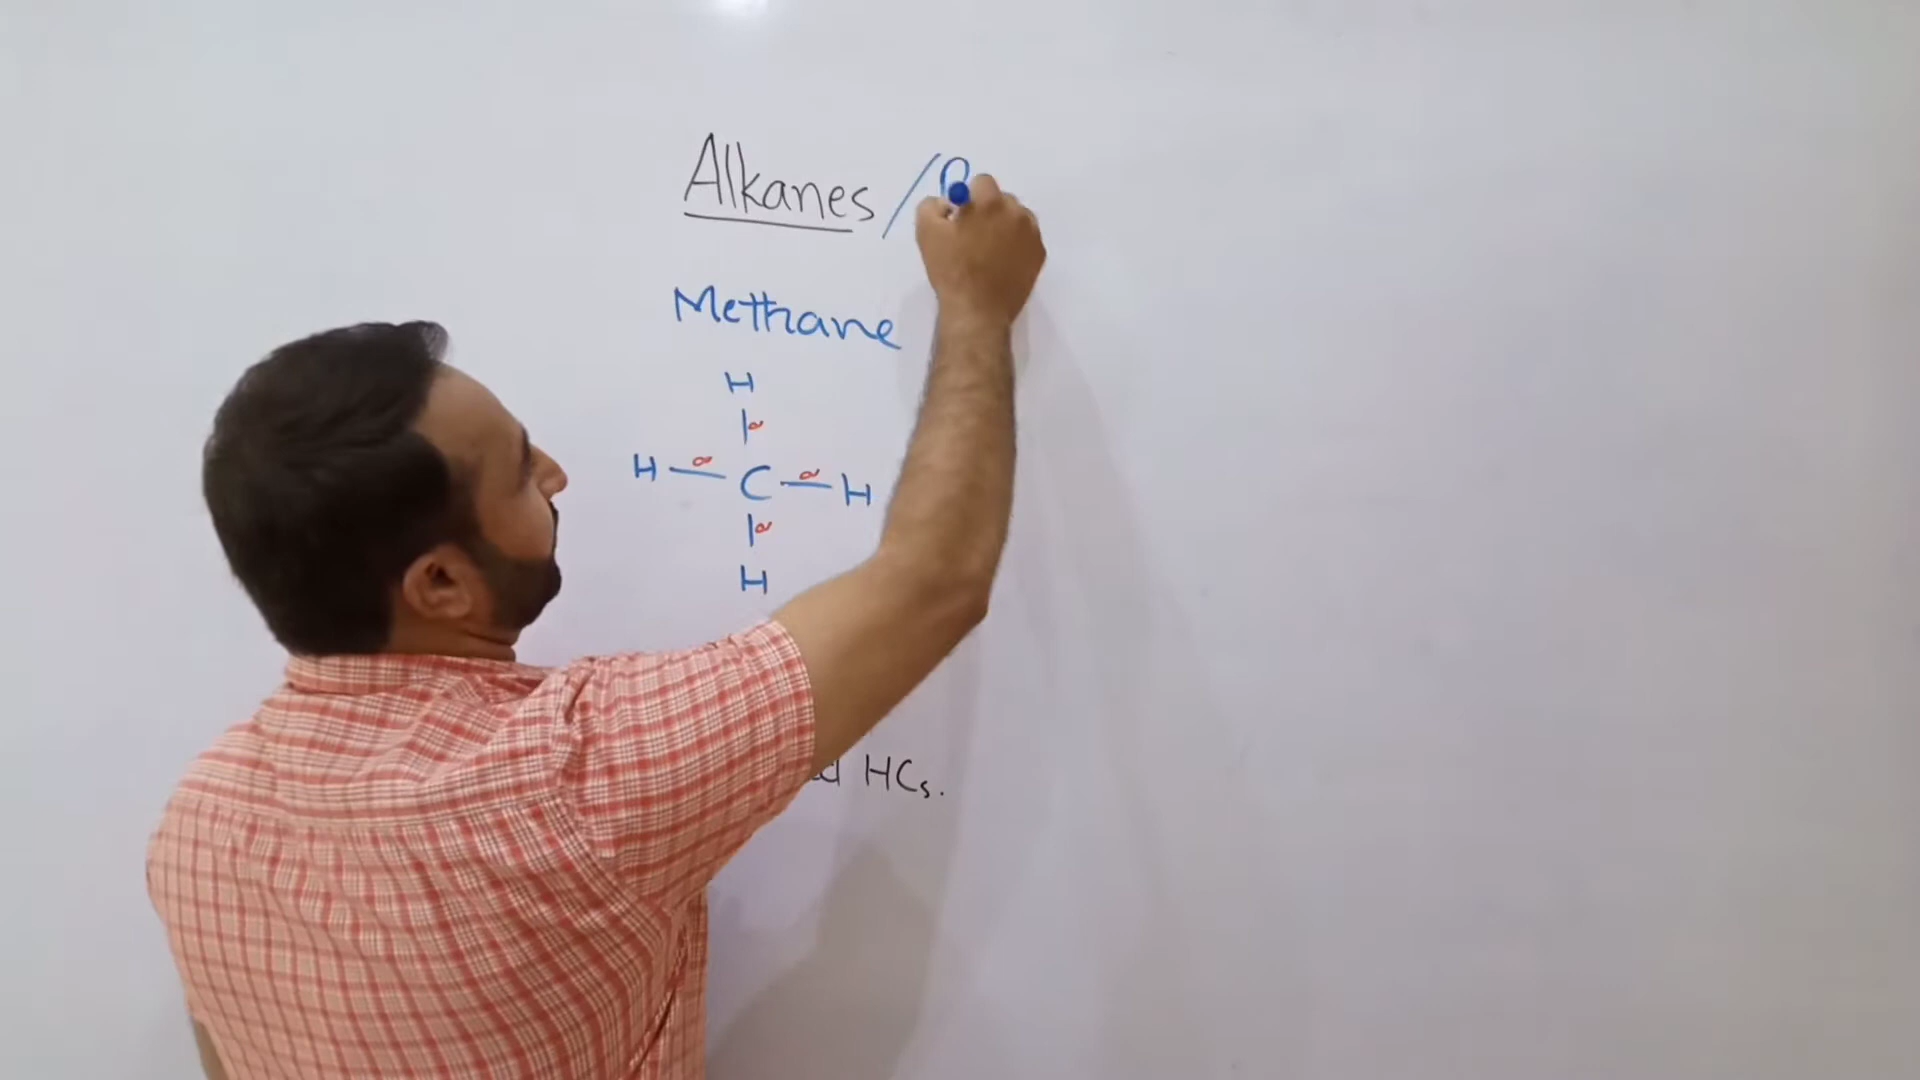 Alkanes / P
Methane
H
σ
H σ C σ H
σ
H
HCs.